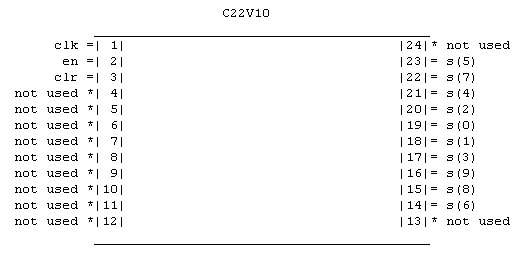 C22V10
clk =| 1| |24|* not used
en =| 2| |23|= s(5)
clr =| 3| |22|= s(7)
not used *| 4| |21|= s(4)
not used *| 5| |20|= s(2)
not used *| 6| |19|= s(0)
not used *| 7| |18|= s(1)
not used *| 8| |17|= s(3)
not used *| 9| |16|= s(9)
not used *|10| |15|= s(8)
not used *|11| |14|= s(6)
not used *|12| |13|* not used